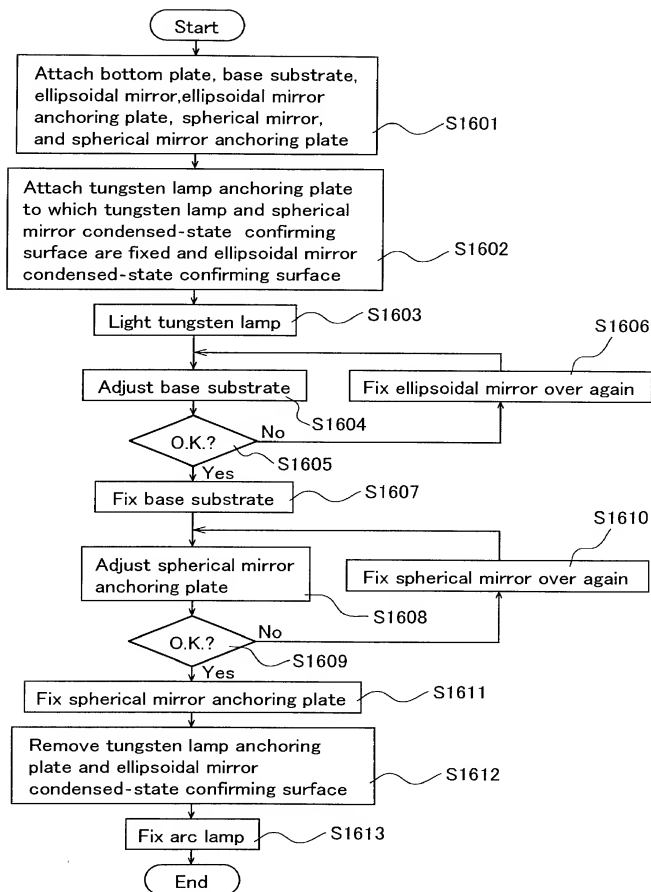 Start
Attach bottom plate, base substrate,
ellipsoidal mirror,ellipsoidal mirror
anchoring plate, spherical mirror,
and spherical mirror anchoring plate
S1601
Attach tungsten lamp anchoring plate
to which tungsten lamp and spherical
mirror condensed-state confirming
surface are fixed and ellipsoidal mirror
condensed-state confirming surface
S1602
Light tungsten lamp
S1603
S1606
Adjust base substrate
Fix ellipsoidal mirror over again
S1604
O.K.?
No
S1605
Yes
Fix base substrate
S1607
S1610
Adjust spherical mirror
anchoring plate
Fix spherical mirror over again
S1608
O.K.?
No
S1609
Yes
Fix spherical mirror anchoring plate
S1611
Remove tungsten lamp anchoring
plate and ellipsoidal mirror
condensed-state confirming surface
S1612
Fix arc lamp
S1613
End